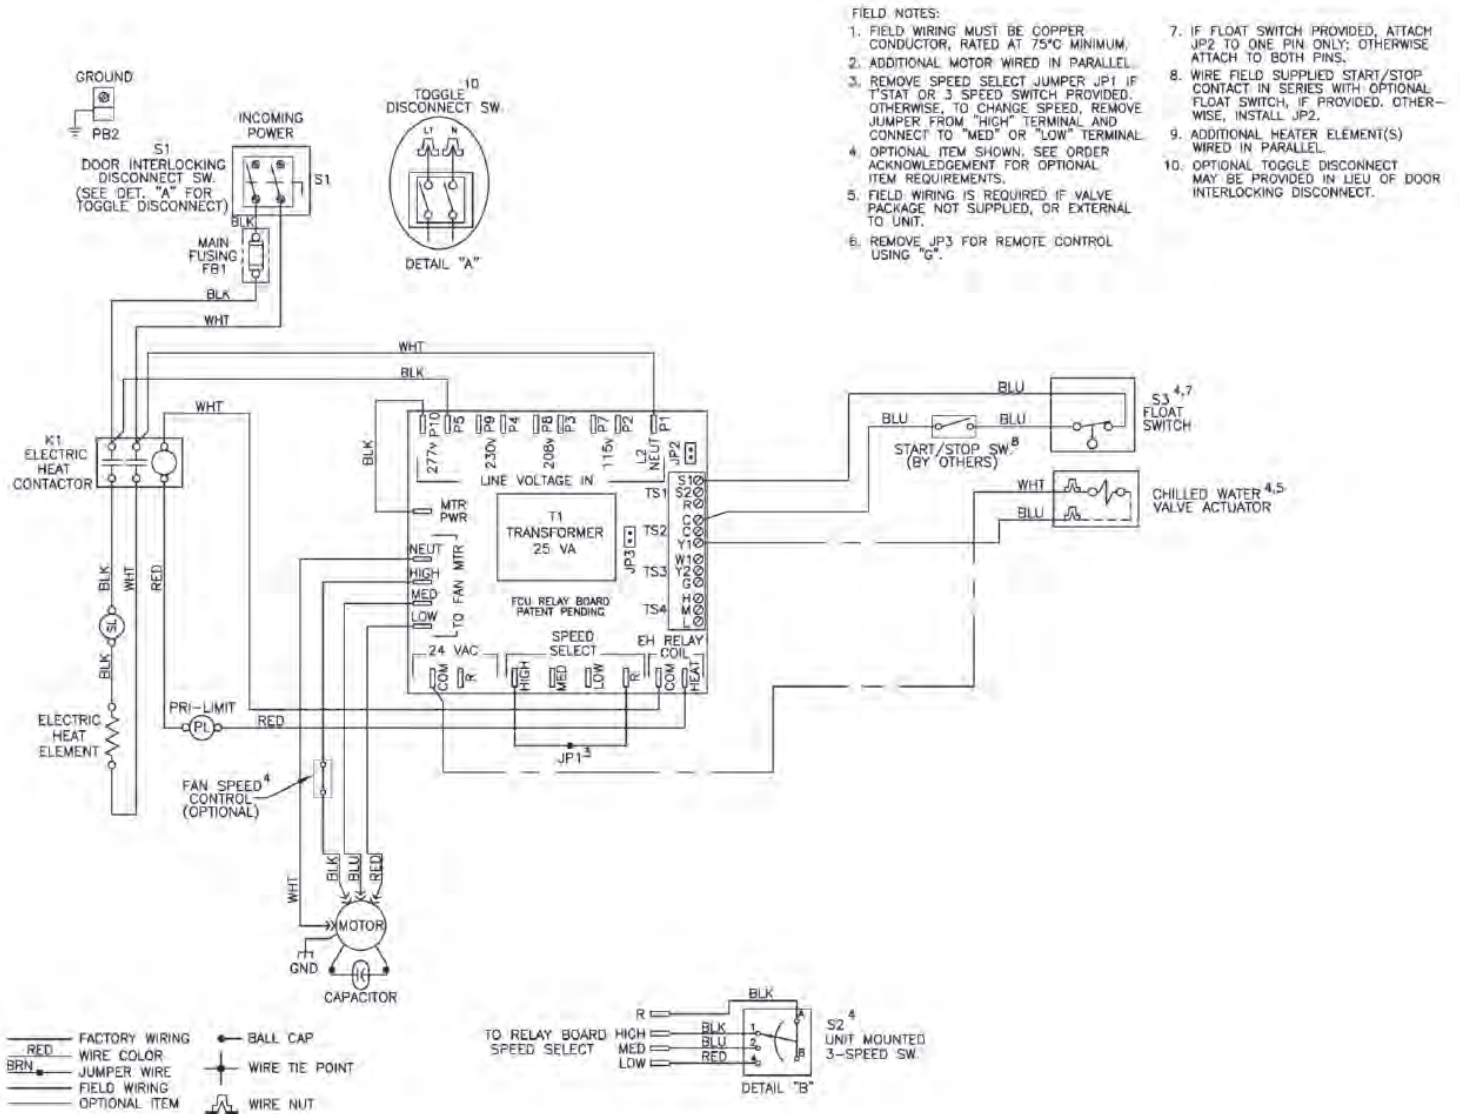 FIELD NOTES:
1. FIELD WIRING MUST BE COPPER
CONDUCTOR, RATED AT 75°C MINIMUM.
2. ADDITIONAL MOTOR WIRED IN PARALLEL
3. REMOVE SPEED SELECT JUMPER JP1 IF
T'STAT OR 3 SPEED SWITCH PROVIDED.
OTHERWISE, TO CHANGE SPEED, REMOVE
JUMPER FROM "HIGH" TERMINAL AND
CONNECT TO "MED" OR "LOW" TERMINAL
4. OPTIONAL ITEM SHOWN, SEE ORDER
ACKNOWLEDGEMENT FOR OPTIONAL
ITEM REQUIREMENTS.
5. FIELD WIRING IS REQUIRED IF VALVE
PACKAGE NOT SUPPLIED, OR EXTERNAL
TO UNIT.
6. REMOVE JP3 FOR REMOTE CONTROL
USING "G".
7. IF FLOAT SWITCH PROVIDED, ATTACH
JP2 TO ONE PIN ONLY; OTHERWISE
ATTACH TO BOTH PINS.
8. WIRE FIELD SUPPLIED START/STOP
CONTACT IN SERIES WITH OPTIONAL
FLOAT SWITCH, IF PROVIDED. OTHER-
WISE, INSTALL JP2.
9. ADDITIONAL HEATER ELEMENT(S)
WIRED IN PARALLEL.
10. OPTIONAL TOGGLE DISCONNECT
MAY BE PROVIDED IN LIEU OF DOOR
INTERLOCKING DISCONNECT.
GROUND
PB2
S1
DOOR INTERLOCKING
DISCONNECT SW.
(SEE DET. "A" FOR
TOGGLE DISCONNECT)
INCOMING
POWER
S1
BLK
MAIN
FUSING
FB1
BLK
WHT
TOGGLE 10
DISCONNECT SW.
L1 N
DETAIL "A"
WHT
BLK
WHT
K1
ELECTRIC
HEAT
CONTACTOR
BLK
WHT
RED
SL
BLK
ELECTRIC
HEAT
ELEMENT
PRI-LIMIT
PL
RED
BLK
P10
277v
P5
P9
230v
P4
P8
208v
P3
P7
115v
P2
P1
L2
NEUT
JP2
LINE VOLTAGE IN
MTR
PWR
T1
TRANSFORMER
25 VA
JP3
TS1
S1
S2
R
TS2
C
C
Y1
TS3
W1
Y2
G
TS4
H
M
L
NEUT
HIGH
MED
LOW
TO FAN MTR
FCU RELAY BOARD
PATENT PENDING
24 VAC
COM
R
SPEED
SELECT
HIGH
MED
LOW
R
EH RELAY
COIL
COM
HEAT
JP1 3
BLU
BLU
BLU
START/STOP SW. 8
(BY OTHERS)
S3 4,7
FLOAT
SWITCH
WHT
BLU
CHILLED WATER 4,5
VALVE ACTUATOR
FAN SPEED 4
CONTROL
(OPTIONAL)
WHT
BLK
BLU
RED
MOTOR
GND
CAPACITOR
FACTORY WIRING
RED WIRE COLOR
BRN JUMPER WIRE
FIELD WIRING
OPTIONAL ITEM
BALL CAP
WIRE TIE POINT
WIRE NUT
TO RELAY BOARD
SPEED SELECT
R
HIGH
MED
LOW
BLK
BLK
BLU
RED
1
2
4
A
B
S2 4
UNIT MOUNTED
3-SPEED SW.
DETAIL "B"